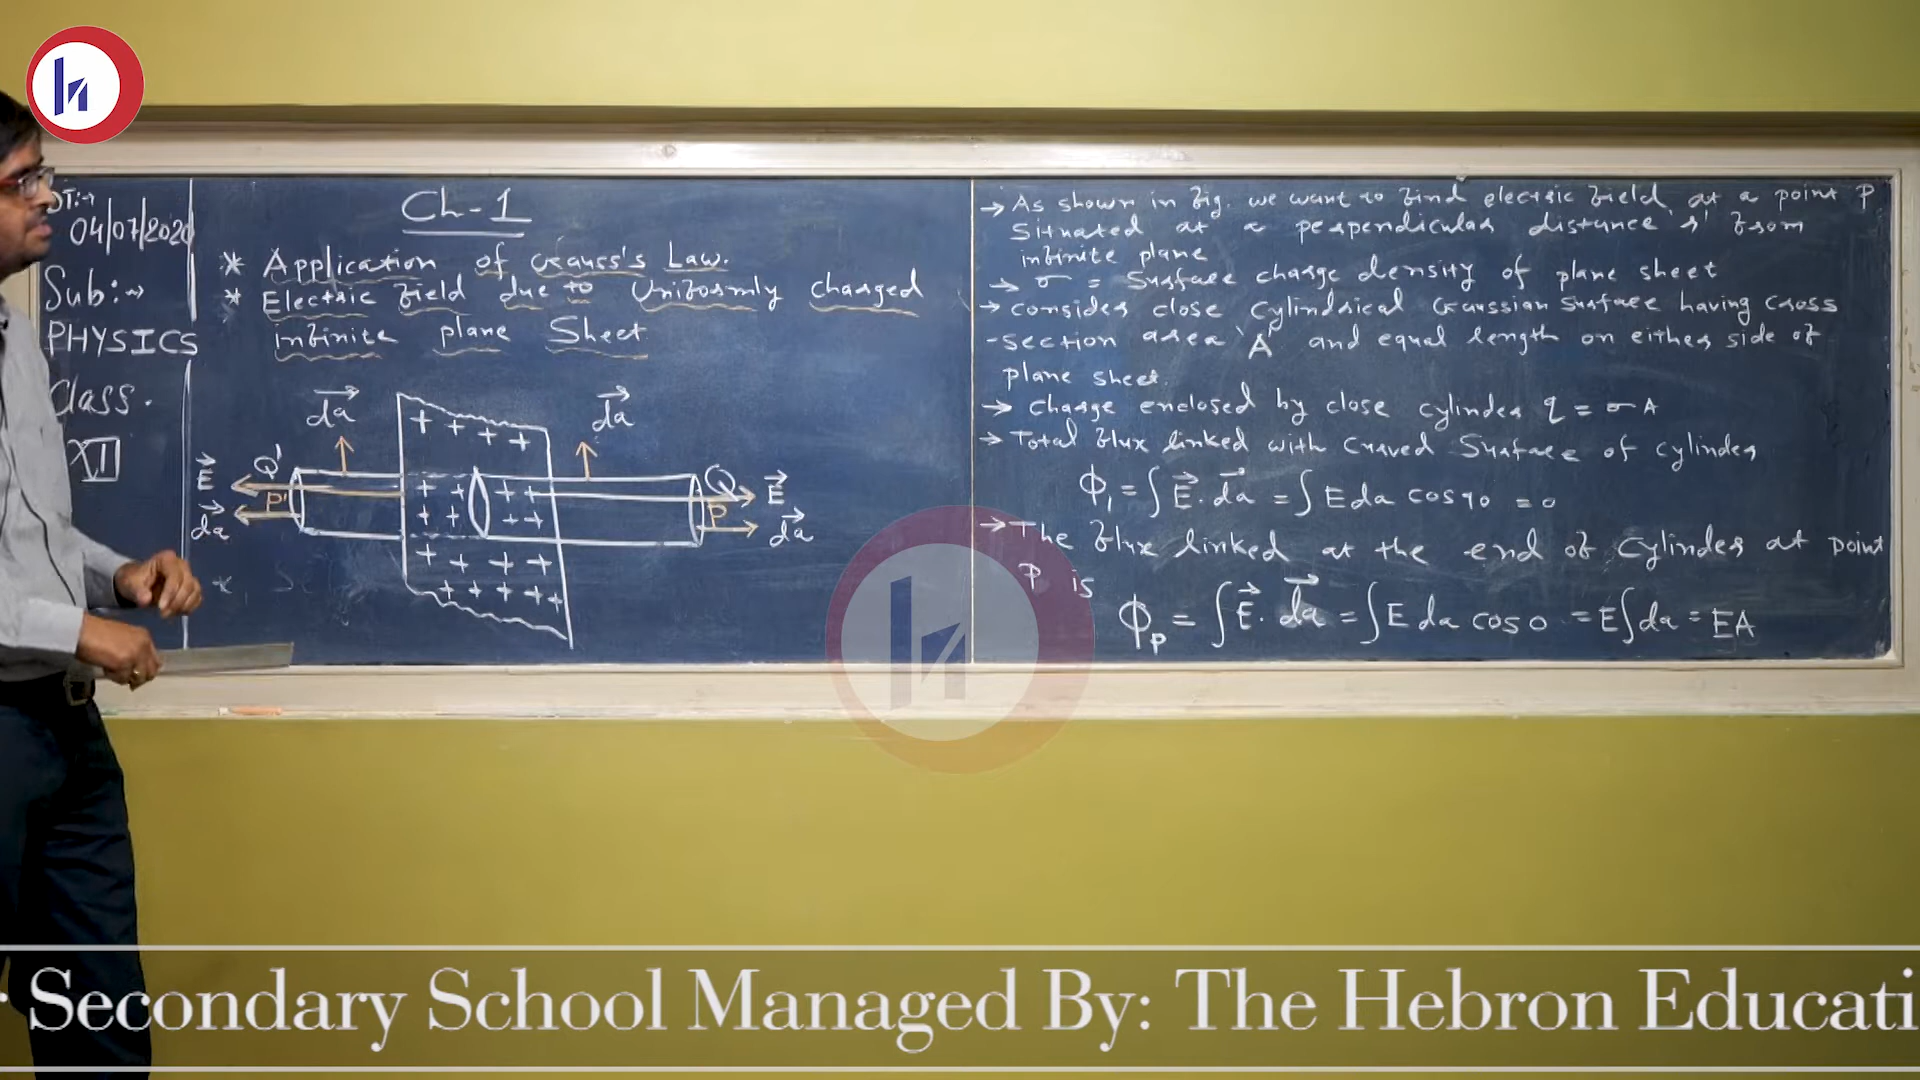 DT:→
04/07/2020
Sub:→
PHYSICS
Class.
XI
Ch-1
* Application of Gauss's Law.
* Electric field due to Uniformly charged
infinite plane Sheet
da
da
E
Q'
P'
da
Q
E
P
da
+ + + +
+ + + +
+ + + +
+ + + +
+ + + + +
→ As shown in fig. we want to find electric field at a point P
Situated at a perpendicular distance 'r' from
infinite plane
→ σ = Surface charge density of plane sheet
→ consider close cylindrical Gaussian surface having cross
-section area 'A' and equal length on either side of
plane sheet.
→ Charge enclosed by close cylinder q = σ A
→ Total flux linked with curved Surface of cylinder
ϕ₁ = ∫ E⃗. da⃗ = ∫ E da cos 90 = 0
→ The flux linked at the end of cylinder at point
P is
ϕₚ = ∫ E⃗. da⃗ = ∫ E da cos 0 = E∫da = EA
Secondary School Managed By: The Hebron Educati